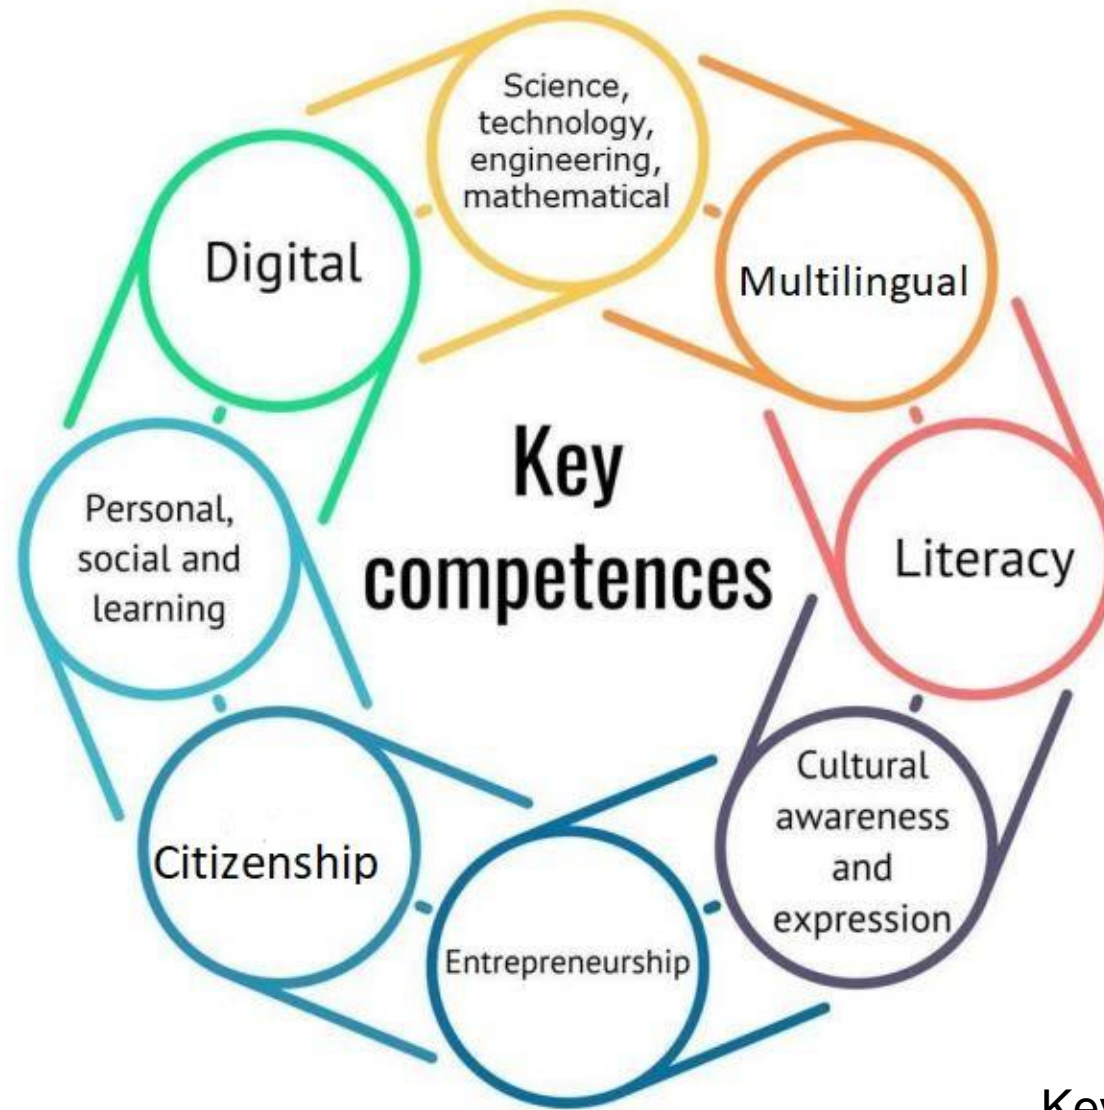 Science,
technology,
engineering,
mathematical
Multilingual
Literacy
Cultural
awareness
and
expression
Entrepreneurship
Citizenship
Personal,
social and
learning
Digital
Key
competences